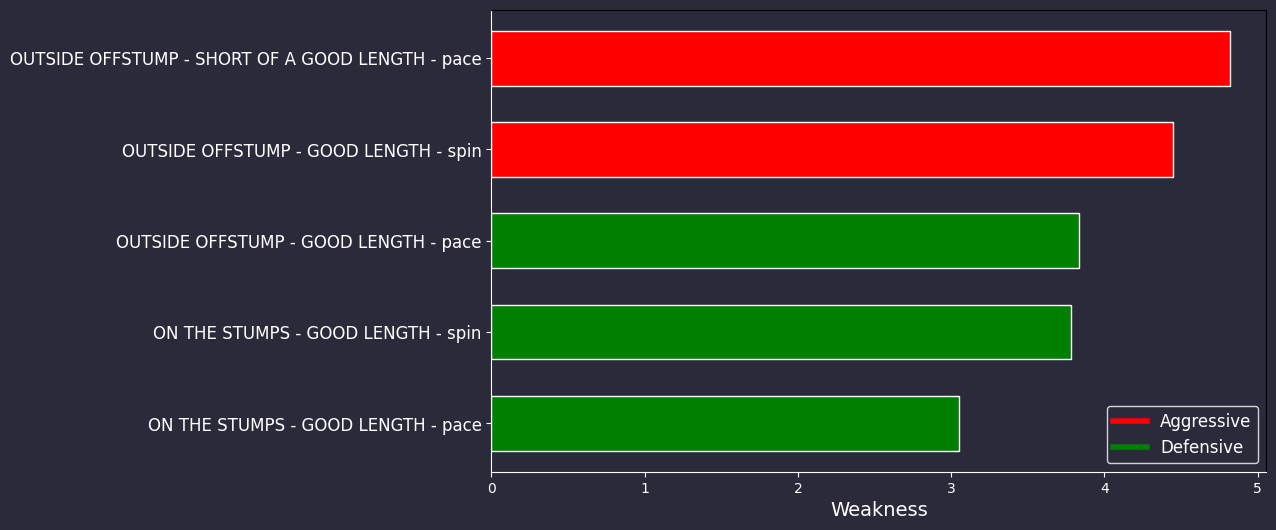 OUTSIDE OFFSTUMP - SHORT OF A GOOD LENGTH - pace
OUTSIDE OFFSTUMP - GOOD LENGTH - spin
OUTSIDE OFFSTUMP - GOOD LENGTH - pace
ON THE STUMPS - GOOD LENGTH - spin
ON THE STUMPS - GOOD LENGTH - pace
Aggressive
Defensive
0 1 2 3 4 5
Weakness